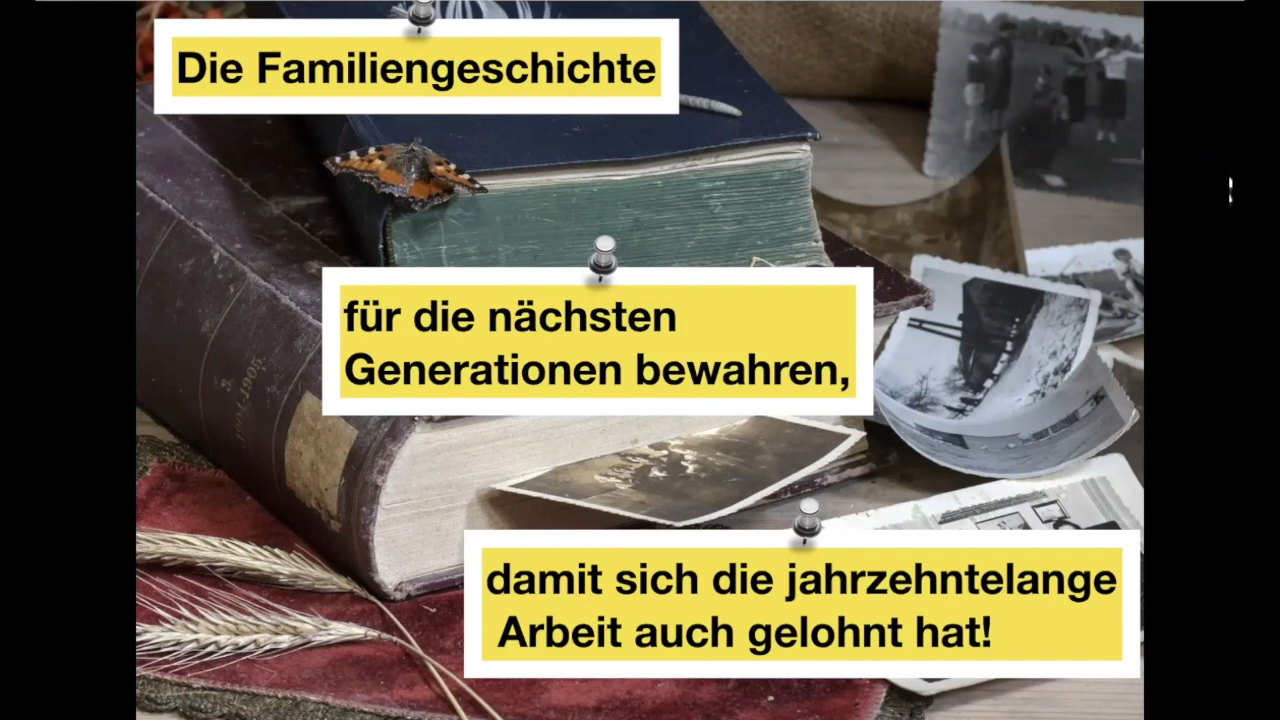 Die Familiengeschichte
für die nächsten
Generationen bewahren,
damit sich die jahrzehntelange
Arbeit auch gelohnt hat!